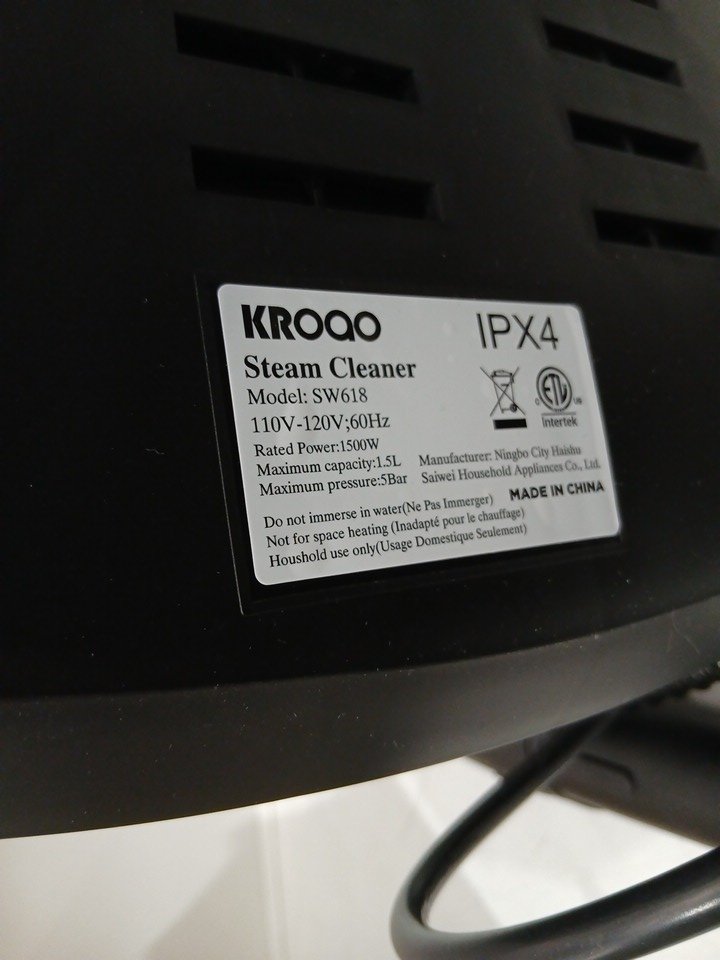 KROQO
IPX4
Steam Cleaner
Model: SW618
110V-120V;60Hz
Rated Power:1500W
Maximum capacity:1.5L
Maximum pressure:5Bar
ETL
C US
Intertek
Manufacturer: Ningbo City Haishu
Saiwei Household Appliances Co., Ltd.
MADE IN CHINA
Do not immerse in water(Ne Pas Immerger)
Not for space heating (Inadapté pour le chauffage)
Houshold use only(Usage Domestique Seulement)